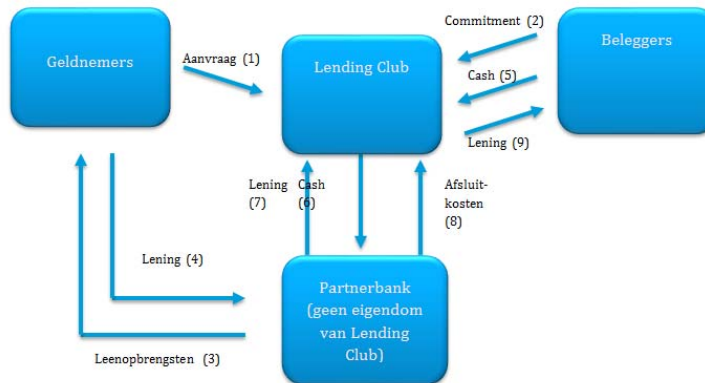 Commitment (2)
Geldnemers
Aanvraag (1)
Lending Club
Beleggers
Cash (5)
Lening (9)
Lening
(7)
Cash
(6)
Afsluit-
kosten
(8)
Lening (4)
Partnerbank
(geen eigendom
van Lending
Club)
Leenopbrengsten (3)